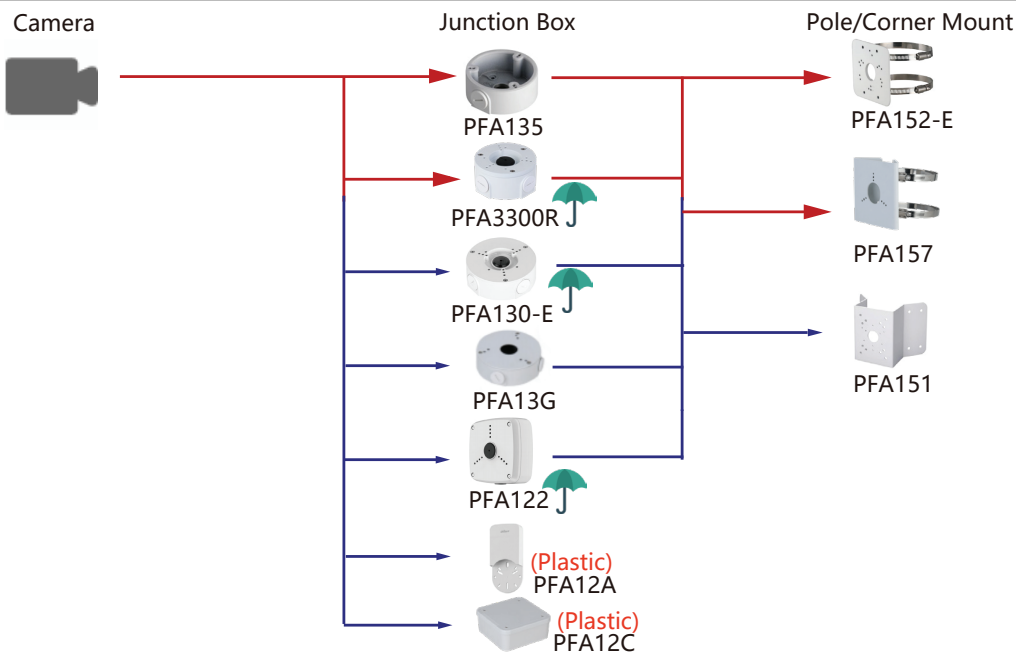 Camera
Junction Box
Pole/Corner Mount
PFA135
PFA152-E
PFA3300R
PFA157
PFA130-E
PFA13G
PFA151
PFA122
(Plastic)
PFA12A
(Plastic)
PFA12C